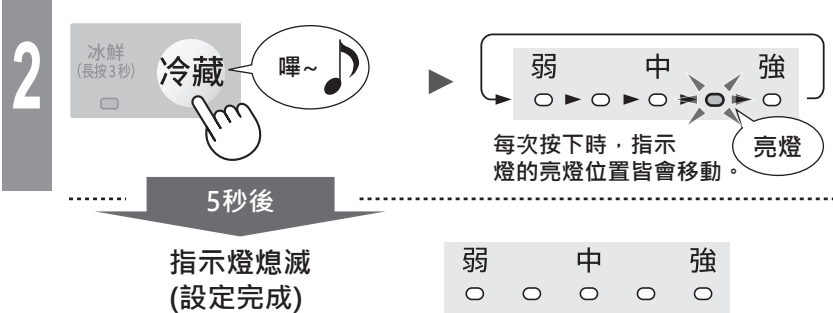 2
冰鮮
(長按3秒)
冷藏
嗶~
弱 中 強
每次按下時，指示
燈的亮燈位置皆會移動。
亮燈
5秒後
指示燈熄滅
(設定完成)
弱 中 強